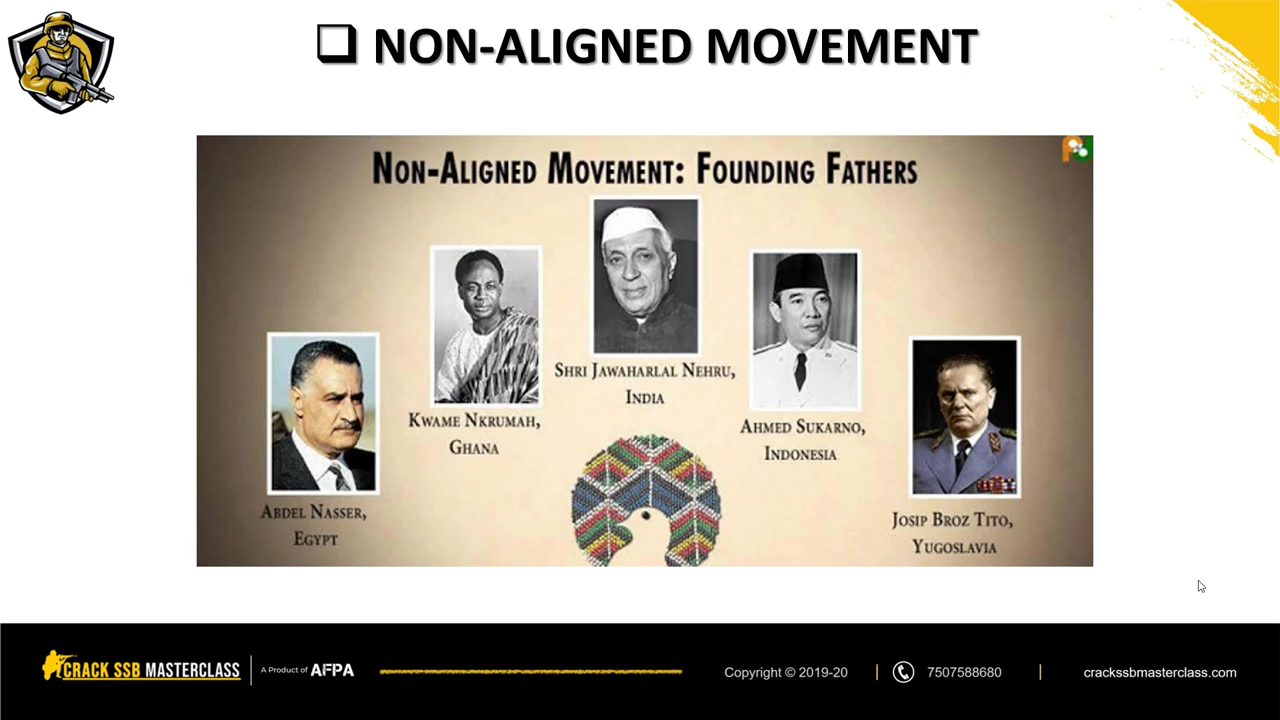 ❑ NON-ALIGNED MOVEMENT
NON-ALIGNED MOVEMENT: FOUNDING FATHERS
SHRI JAWAHARLAL NEHRU,
INDIA
KWAME NKRUMAH,
GHANA
AHMED SUKARNO,
INDONESIA
ABDEL NASSER,
EGYPT
JOSIP BROZ TITO,
YUGOSLAVIA
CRACK SSB MASTERCLASS
A Product of AFPA
Copyright © 2019-20
7507588680
crackssbmasterclass.com